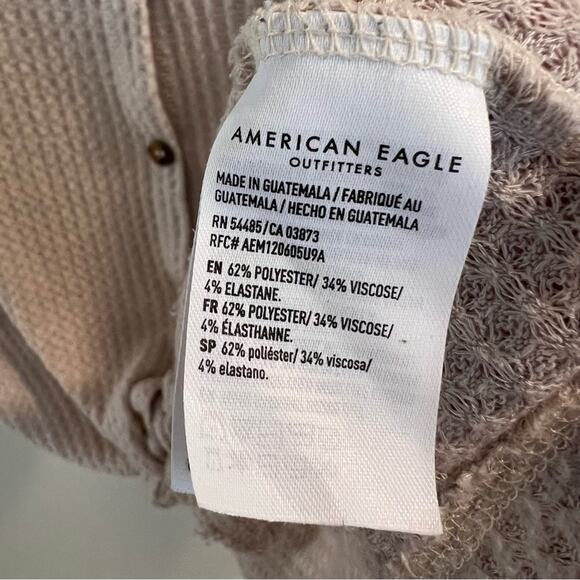 AMERICAN EAGLE
OUTFITTERS
MADE IN GUATEMALA / FABRIQUÉ AU
GUATEMALA / HECHO EN GUATEMALA
RN 54485/CA 03873
RFC# AEM120605U9A
EN 62% POLYESTER/ 34% VISCOSE/
4% ELASTANE.
FR 62% POLYESTER/ 34% VISCOSE/
4% ÉLASTHANNE.
SP 62% poliéster/ 34% viscosa/
4% elastano.